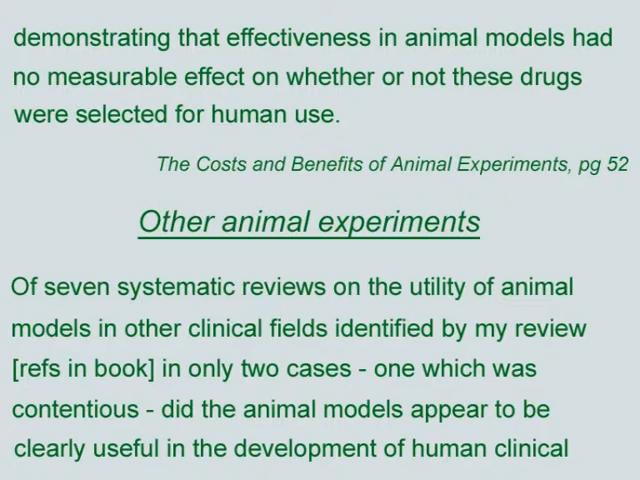 demonstrating that effectiveness in animal models had
no measurable effect on whether or not these drugs
were selected for human use.
The Costs and Benefits of Animal Experiments, pg 52
Other animal experiments
Of seven systematic reviews on the utility of animal
models in other clinical fields identified by my review
[refs in book] in only two cases - one which was
contentious - did the animal models appear to be
clearly useful in the development of human clinical